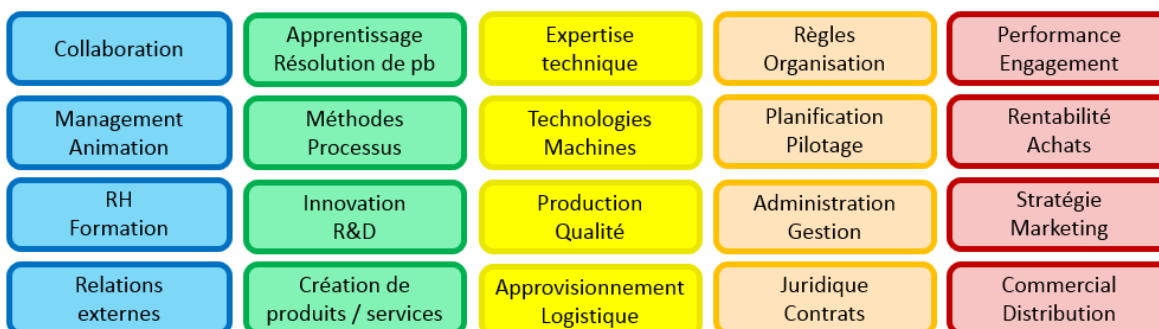 Collaboration
Apprentissage
Résolution de pb
Expertise
technique
Règles
Organisation
Performance
Engagement
Management
Animation
Méthodes
Processus
Technologies
Machines
Planification
Pilotage
Rentabilité
Achats
RH
Formation
Innovation
R&D
Production
Qualité
Administration
Gestion
Stratégie
Marketing
Relations
externes
Création de
produits / services
Approvisionnement
Logistique
Juridique
Contrats
Commercial
Distribution